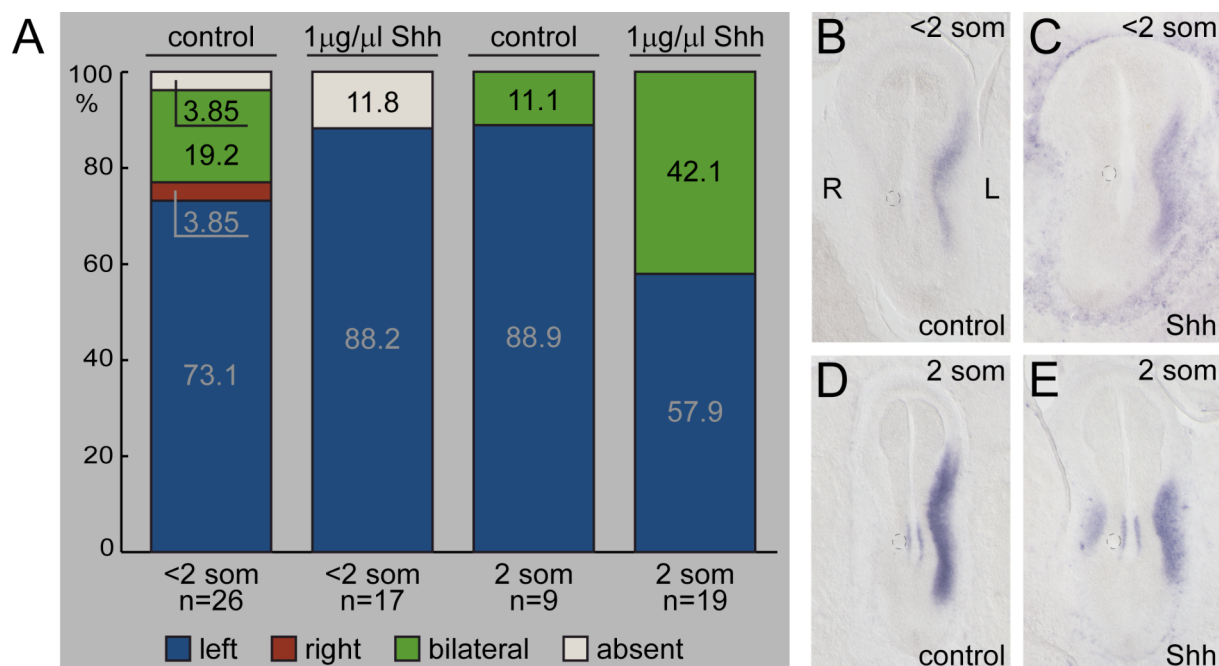 A
control 1µg/µl Shh control 1µg/µl Shh
100
%
80
60
40
20
0
3.85
19.2
3.85
73.1
11.8
88.2
11.1
88.9
42.1
57.9
<2 som <2 som 2 som 2 som
n=26 n=17 n=9 n=19
left right bilateral absent
B <2 som
R L
control
C <2 som
Shh
D 2 som
control
E 2 som
Shh